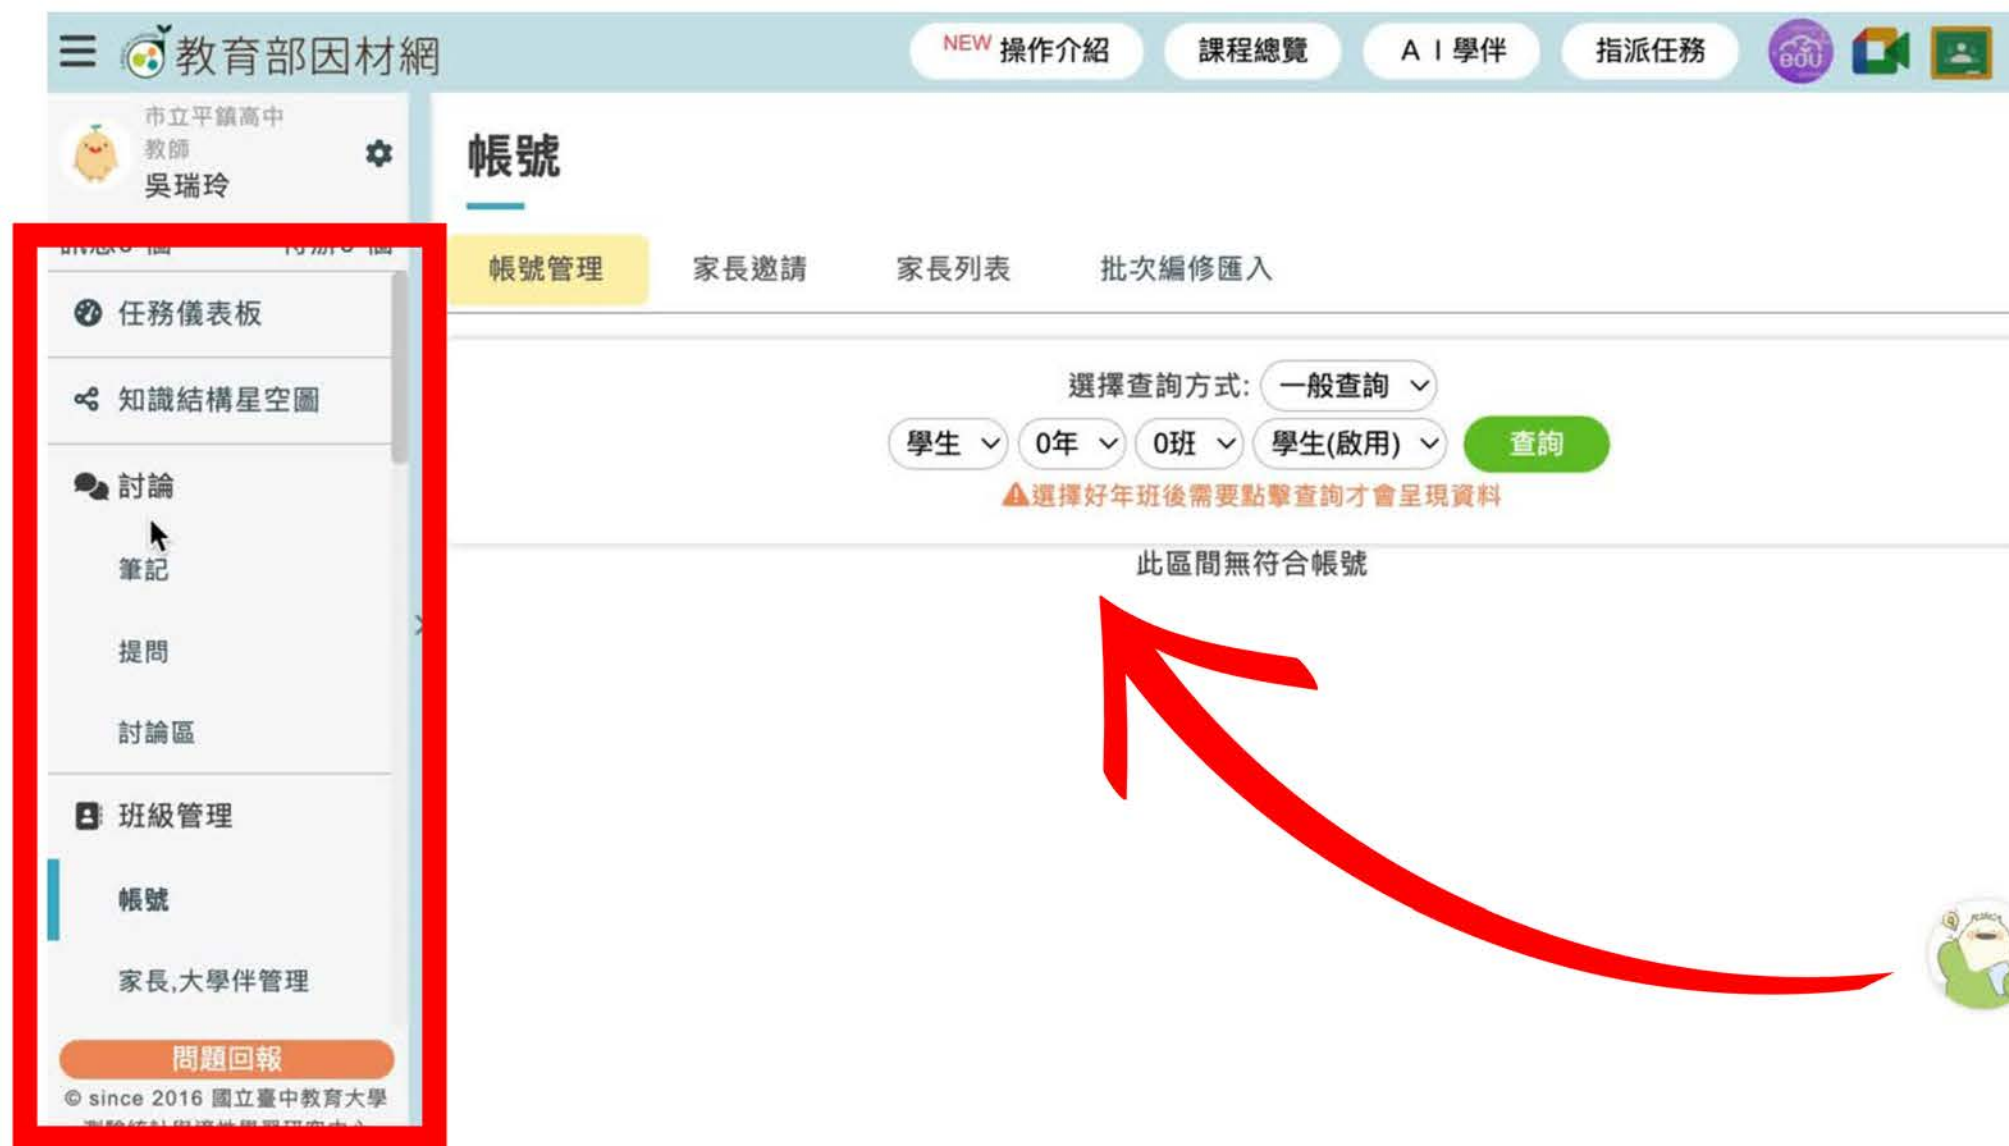 教育部因材網
NEW 操作介紹
課程總覽
AI學伴
指派任務
edu
市立平鎮高中
教師
吳瑞玲
任務儀表板
知識結構星空圖
討論
筆記
提問
討論區
班級管理
帳號
家長,大學伴管理
問題回報
© since 2016 國立臺中教育大學
帳號
帳號管理
家長邀請
家長列表
批次編修匯入
選擇查詢方式: 一般查詢
學生 0年 0班 學生(啟用) 查詢
選擇好年班後需要點擊查詢才會呈現資料
此區間無符合帳號